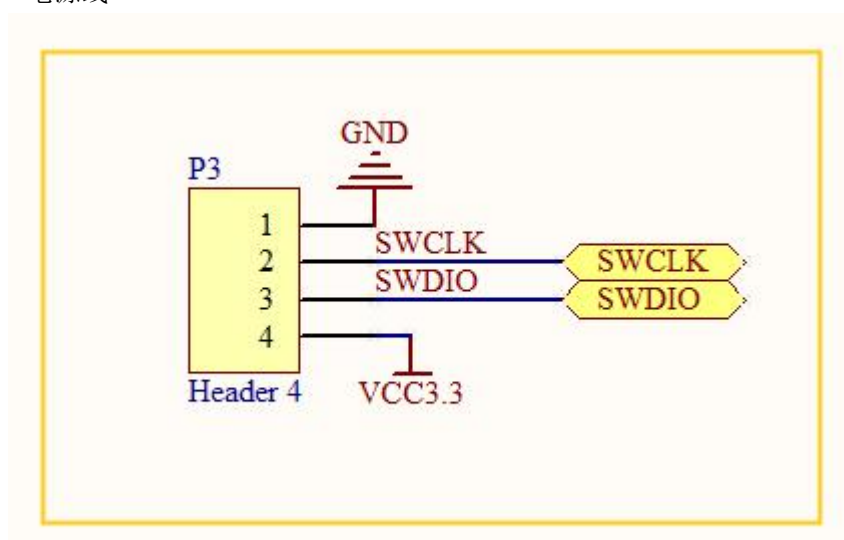 GND
P3
1
SWCLK
2
SWCLK
SWDIO
3
SWDIO
4
Header 4
VCC3.3